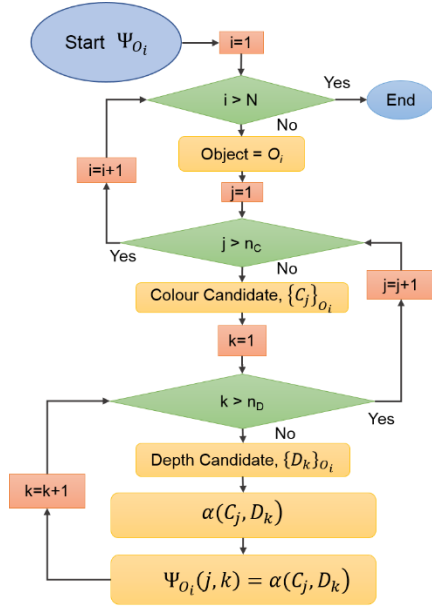 Start Ψ_{O_i}
i=1
i > N
Yes
End
No
Object = O_i
i=i+1
j=1
j > n_C
Yes
No
j=j+1
Colour Candidate, {C_j}_{O_i}
k=1
k > n_D
Yes
No
Depth Candidate, {D_k}_{O_i}
k=k+1
α(C_j, D_k)
Ψ_{O_i}(j, k) = α(C_j, D_k)